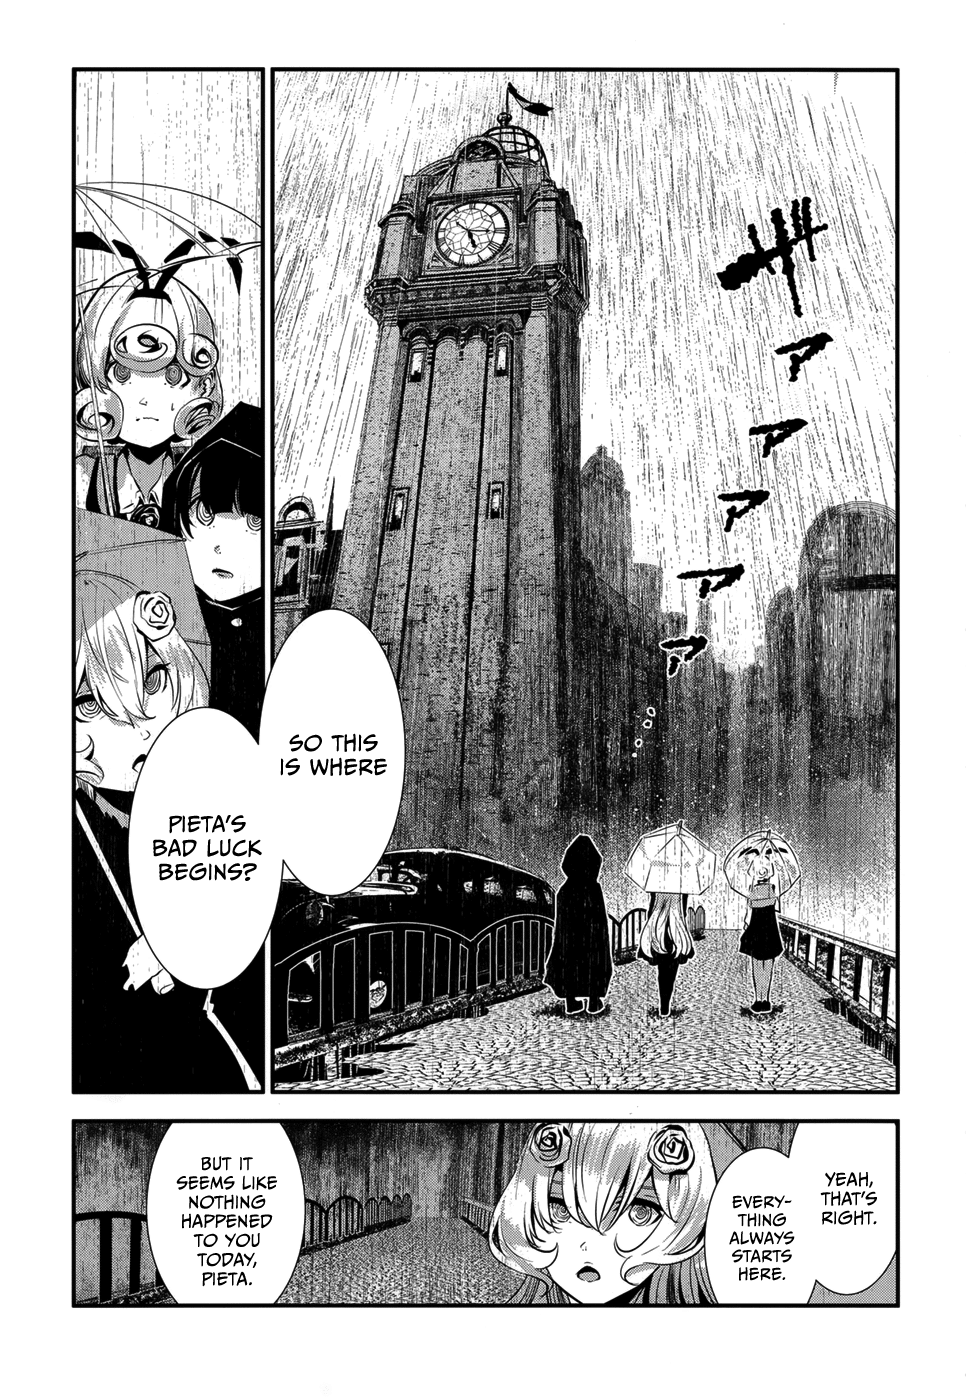 ザァァァァァ
SO THIS
IS WHERE
PIETA'S
BAD LUCK
BEGINS?
YEAH,
THAT'S
RIGHT.
EVERY-
THING
ALWAYS
STARTS
HERE.
BUT IT
SEEMS LIKE
NOTHING
HAPPENED
TO YOU
TODAY,
PIETA.